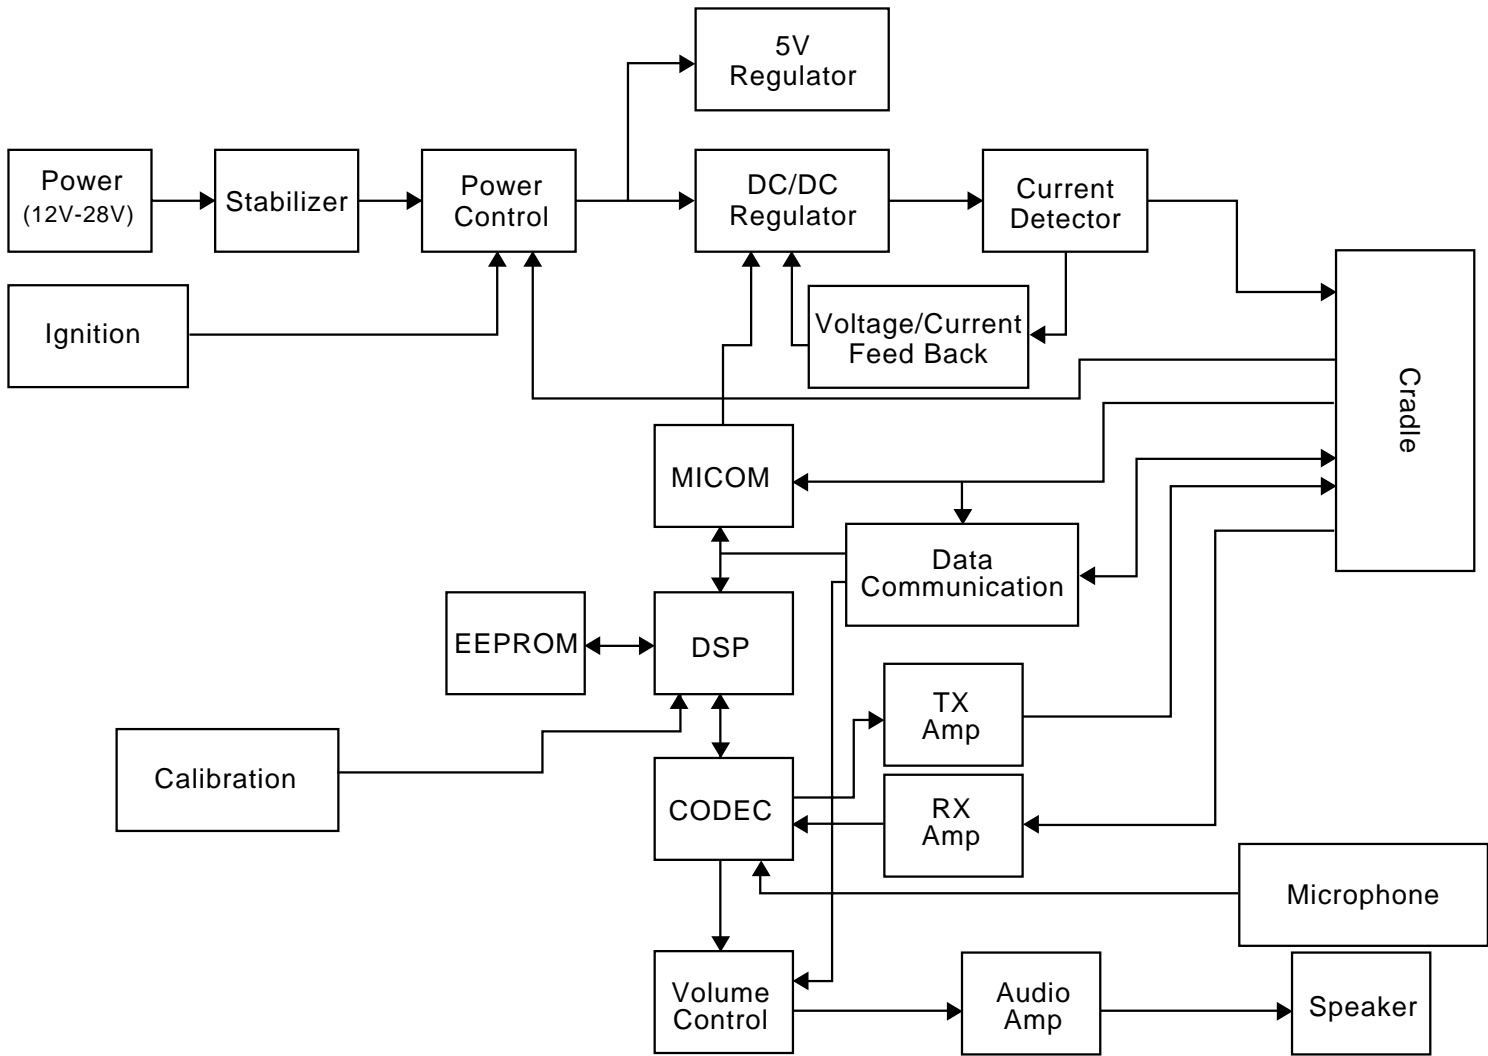 5V
Regulator
Power
(12V-28V)
Stabilizer
Power
Control
DC/DC
Regulator
Current
Detector
Ignition
Voltage/Current
Feed Back
Cradle
MICOM
Data
Communication
EEPROM
DSP
TX
Amp
Calibration
CODEC
RX
Amp
Microphone
Volume
Control
Audio
Amp
Speaker